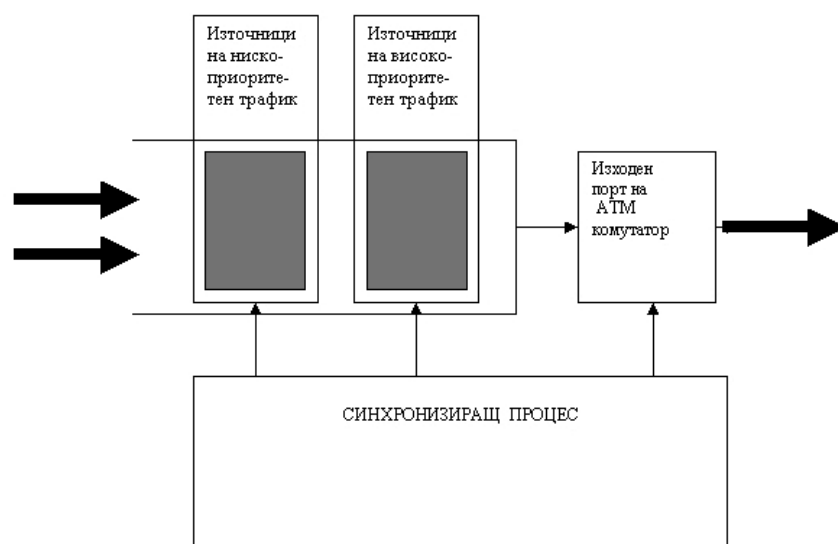 Източници
на ниско-
приорите-
тен трафик
Източници
на високо-
приорите-
тен трафик
Изходен
порт на
АТМ
комутатор
СИНХРОНИЗИРАЩ ПРОЦЕС